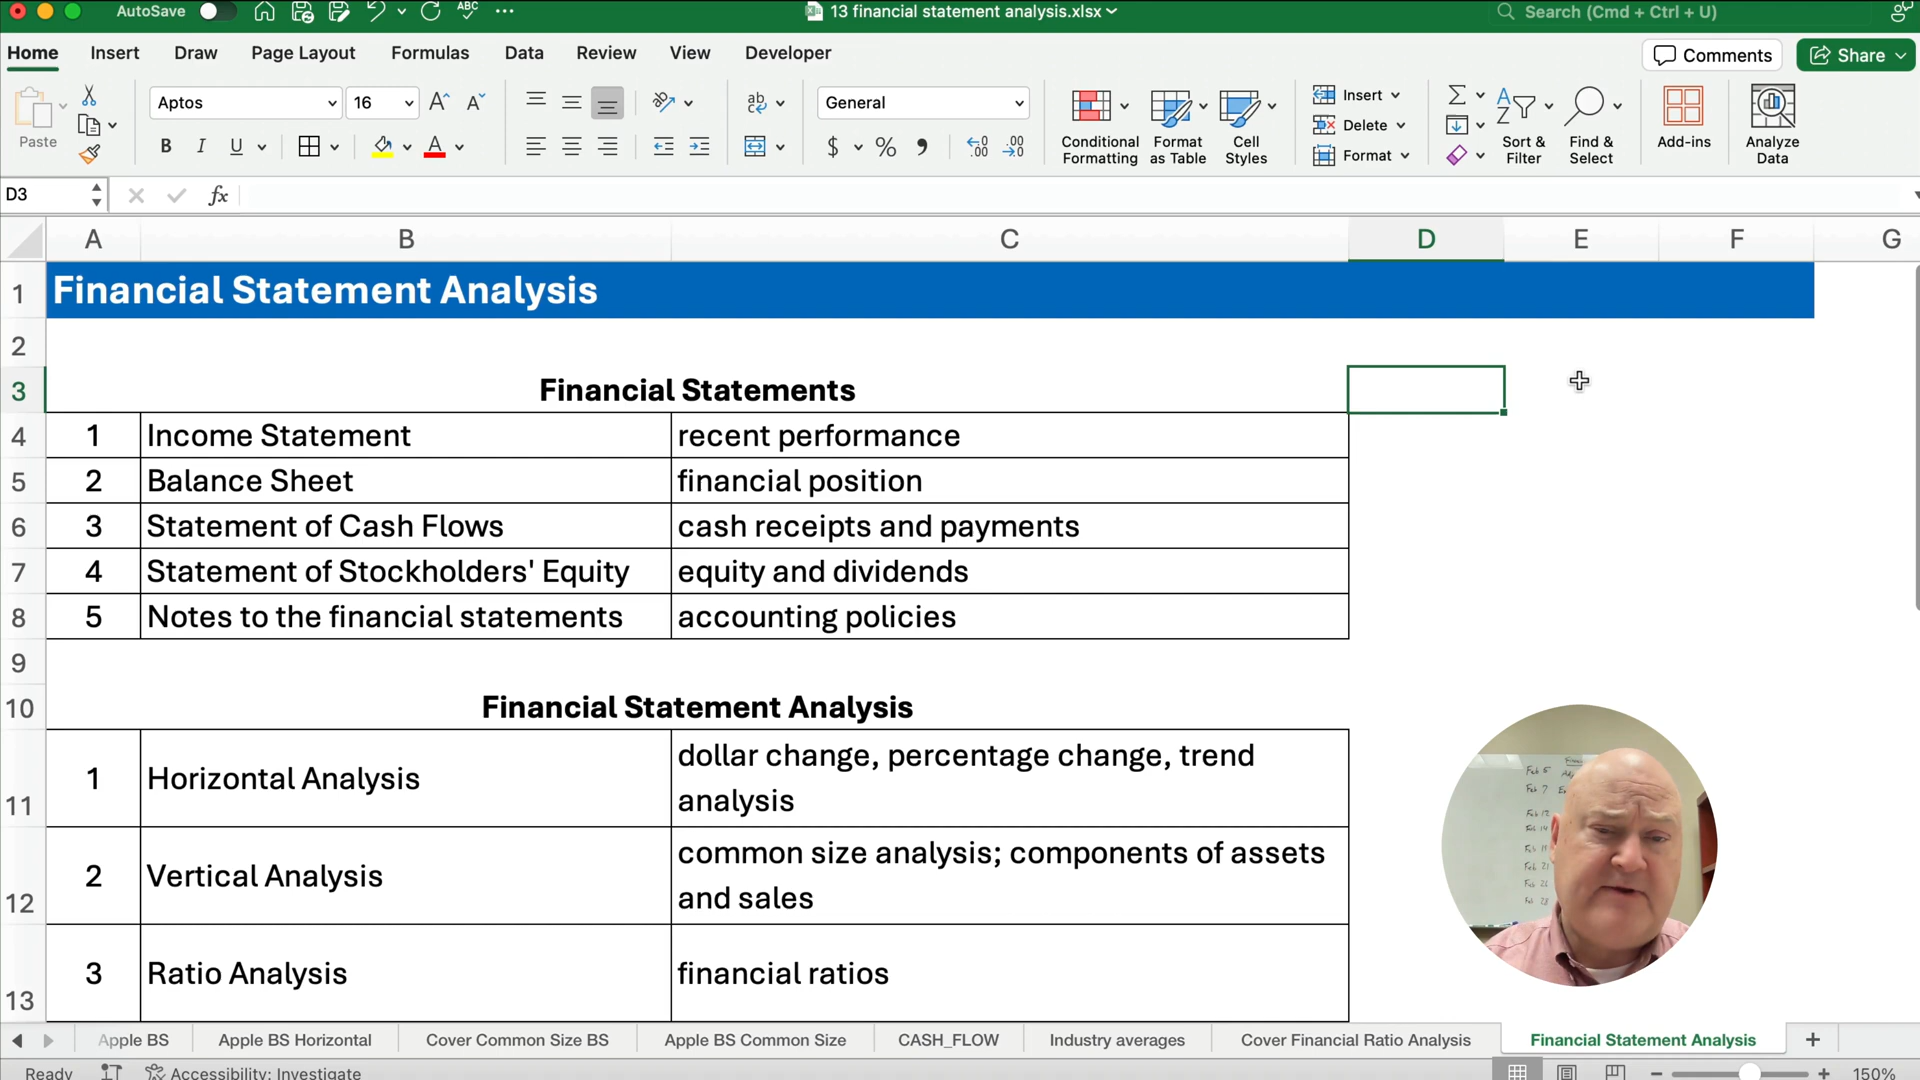 AutoSave
ABC
13 financial statement analysis.xlsx
Search (Cmd + Ctrl + U)
Home Insert Draw Page Layout Formulas Data Review View Developer
Comments Share
Paste
Aptos 16
General
B I U
Conditional Formatting
Format as Table
Cell Styles
Insert
Delete
Format
Sort & Filter
Find & Select
Add-ins
Analyze Data
D3 fx
A B C D E F G
1 Financial Statement Analysis
2
3 Financial Statements
4 1 Income Statement recent performance
5 2 Balance Sheet financial position
6 3 Statement of Cash Flows cash receipts and payments
7 4 Statement of Stockholders' Equity equity and dividends
8 5 Notes to the financial statements accounting policies
9
10 Financial Statement Analysis
11 1 Horizontal Analysis dollar change, percentage change, trend
analysis
12 2 Vertical Analysis common size analysis; components of assets
and sales
13 3 Ratio Analysis financial ratios
Feb 5
Feb 7
Feb 12
Apple BS Apple BS Horizontal Cover Common Size BS Apple BS Common Size CASH_FLOW Industry averages Cover Financial Ratio Analysis Financial Statement Analysis
Ready Accessibility: Investigate 150%